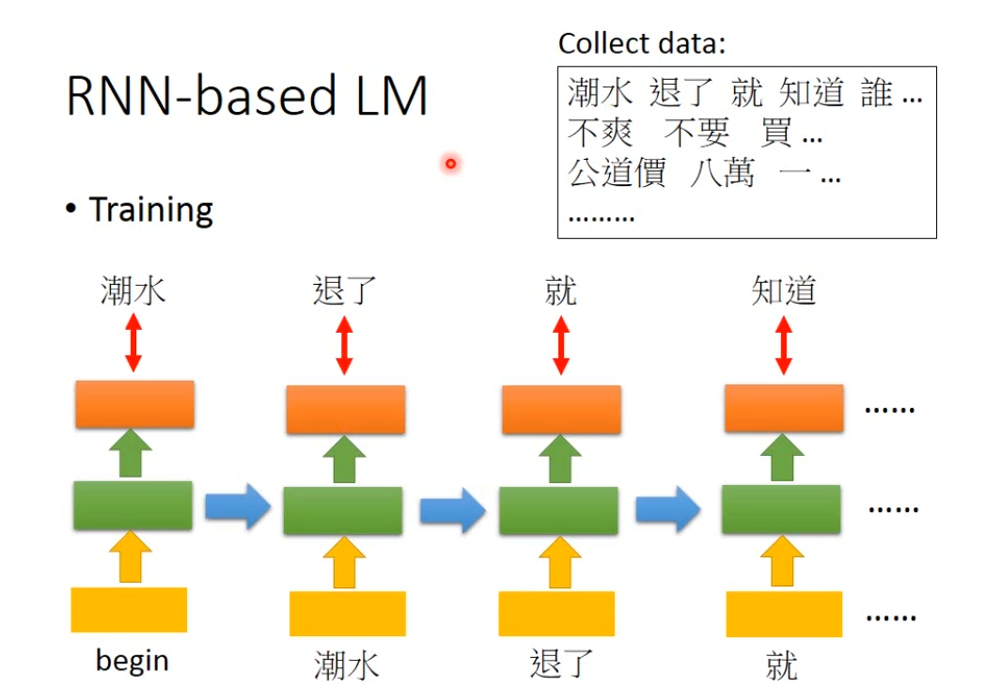 Collect data:
RNN-based LM
潮水 退了 就 知道 誰 …
不爽 不要 買 …
公道價 八萬 一 …
………
• Training
潮水 退了 就 知道
……
……
……
begin 潮水 退了 就